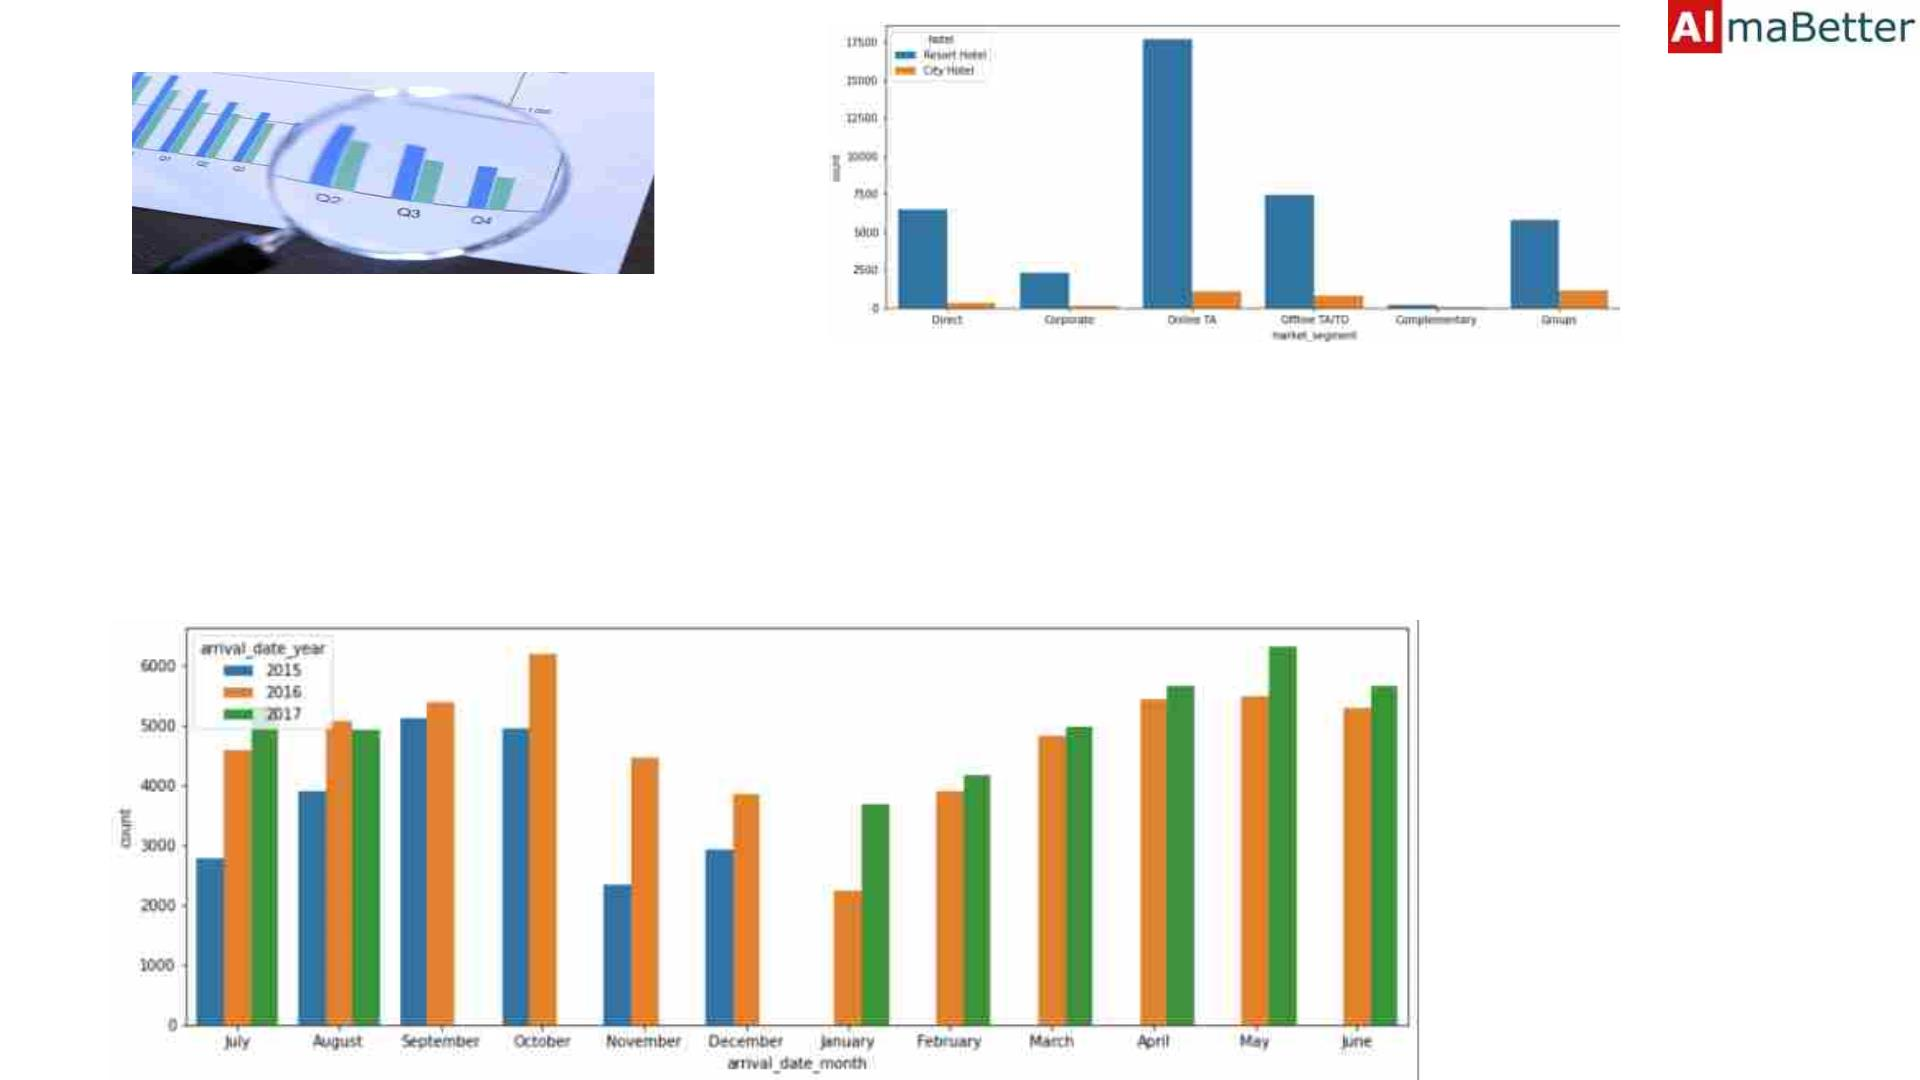 AlmaBetter
Q2 Q3 Q4
hotel
Resort Hotel
City Hotel
17500
15000
12500
10000
7500
5000
2500
0
count
Direct Corporate Online TA Offline TA/TO Complementary Groups
market_segment
arrival_date_year
2015
2016
2017
6000
5000
4000
3000
2000
1000
0
count
July August September October November December January February March April May June
arrival_date_month